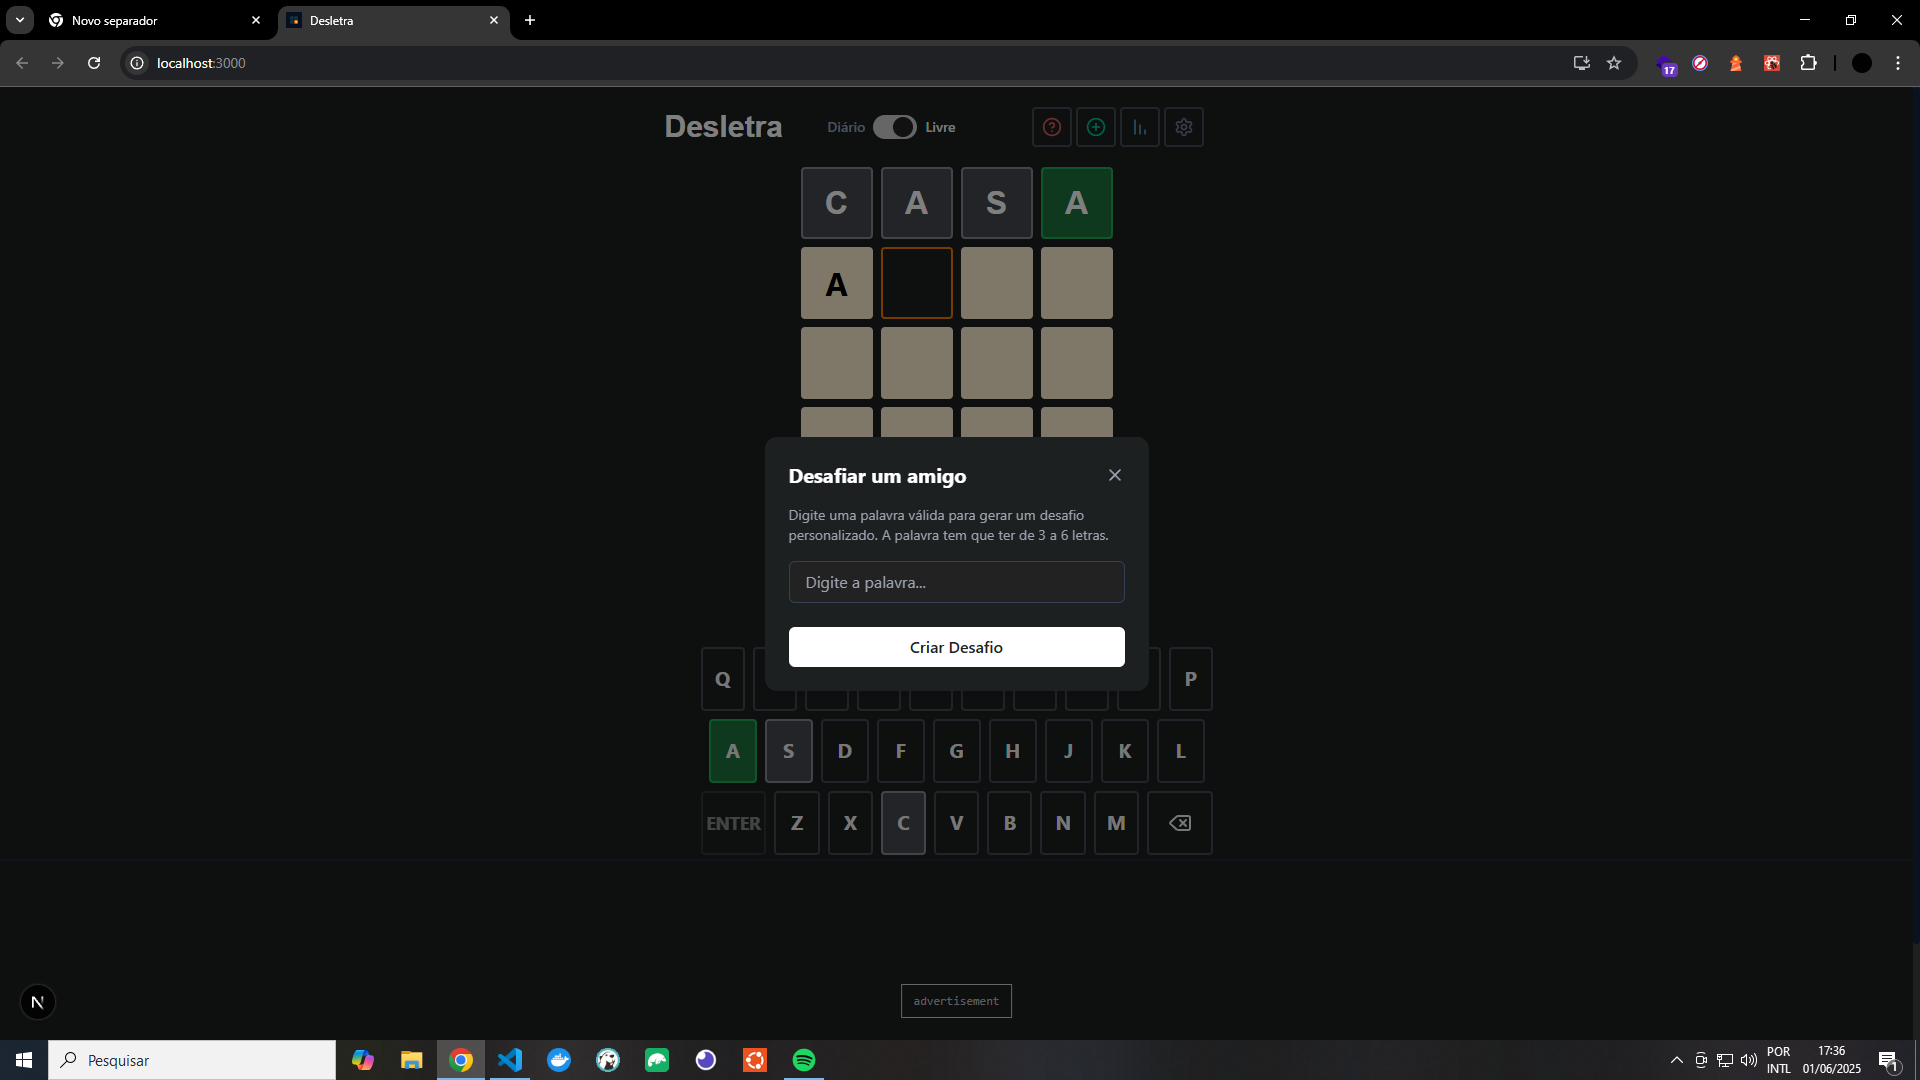 Novo separador
Desletra
localhost:3000
17
Desletra
Diário
Livre
C A S A
A
Desafiar um amigo
Digite uma palavra válida para gerar um desafio
personalizado. A palavra tem que ter de 3 a 6 letras.
Digite a palavra...
Criar Desafio
Q P
A S D F G H J K L
ENTER Z X C V B N M
N
advertisement
Pesquisar
POR
INTL
17:36
01/06/2025
1